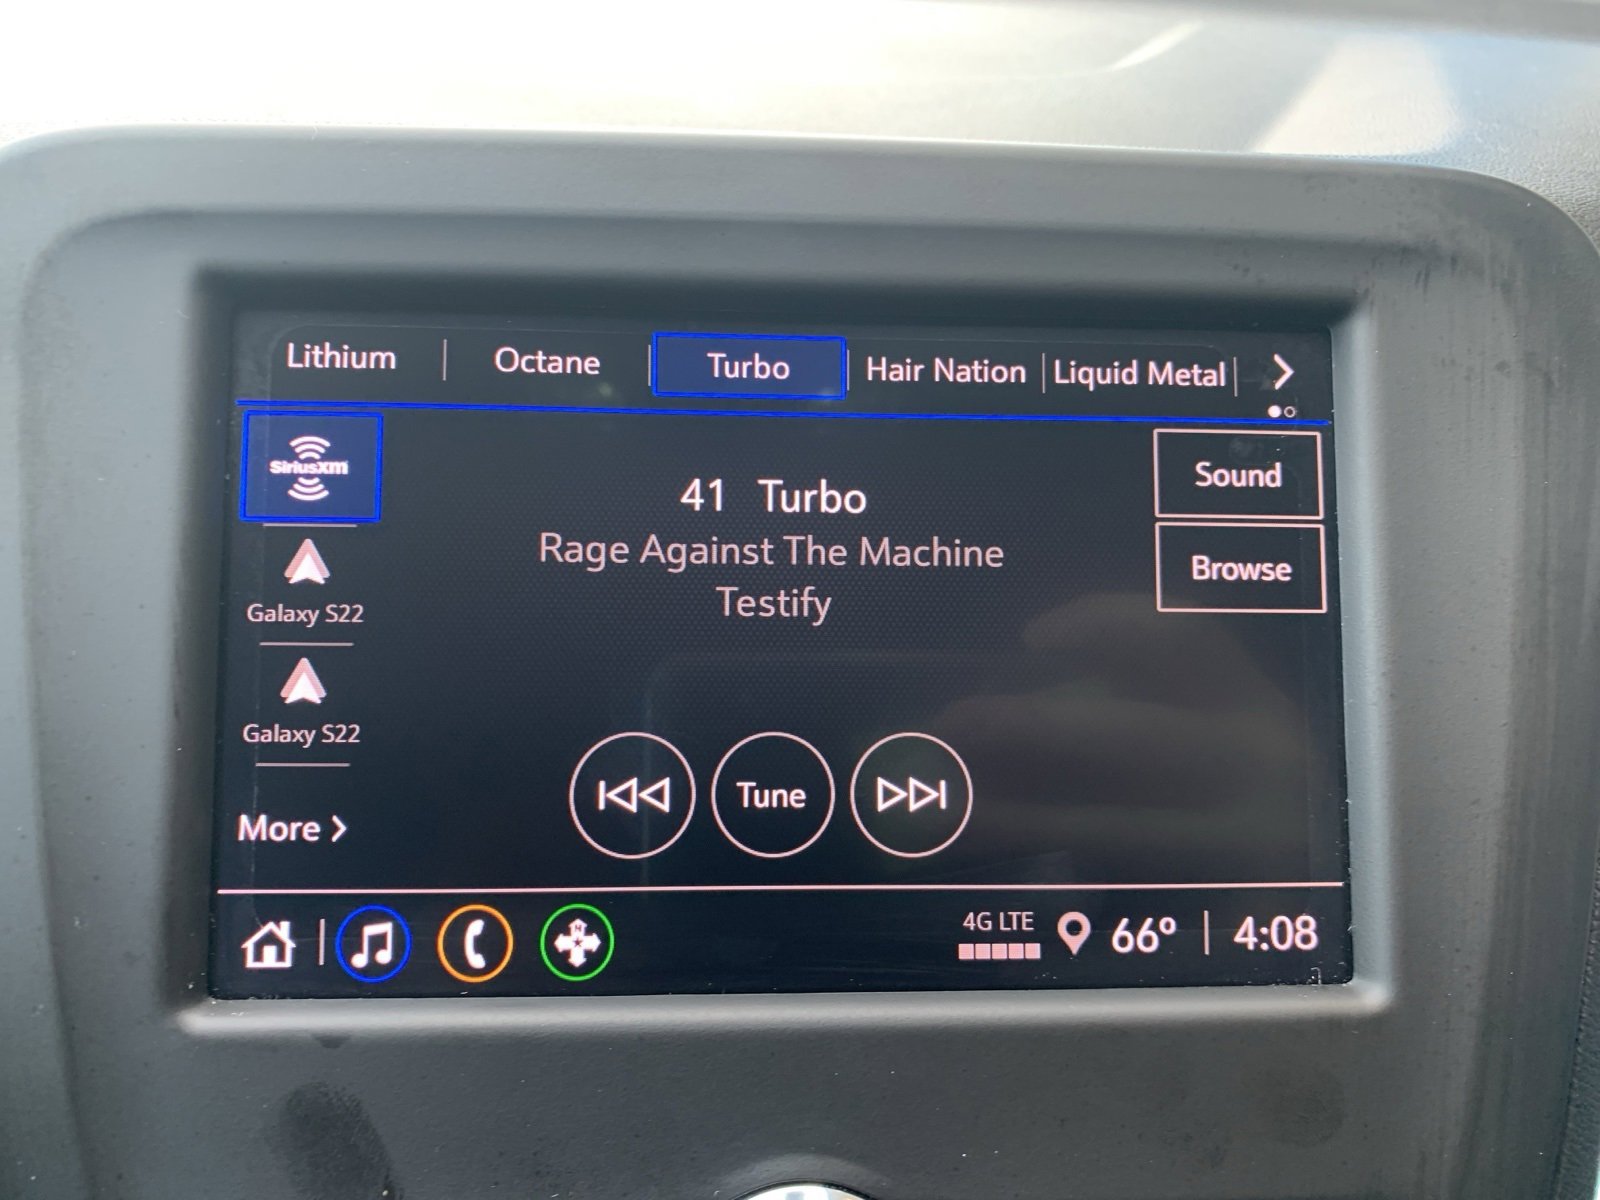 Lithium Octane Turbo Hair Nation Liquid Metal
SiriusXM
41 Turbo
Rage Against The Machine
Testify
Sound
Browse
Galaxy S22
Galaxy S22
More
Tune
4G LTE 66° 4:08